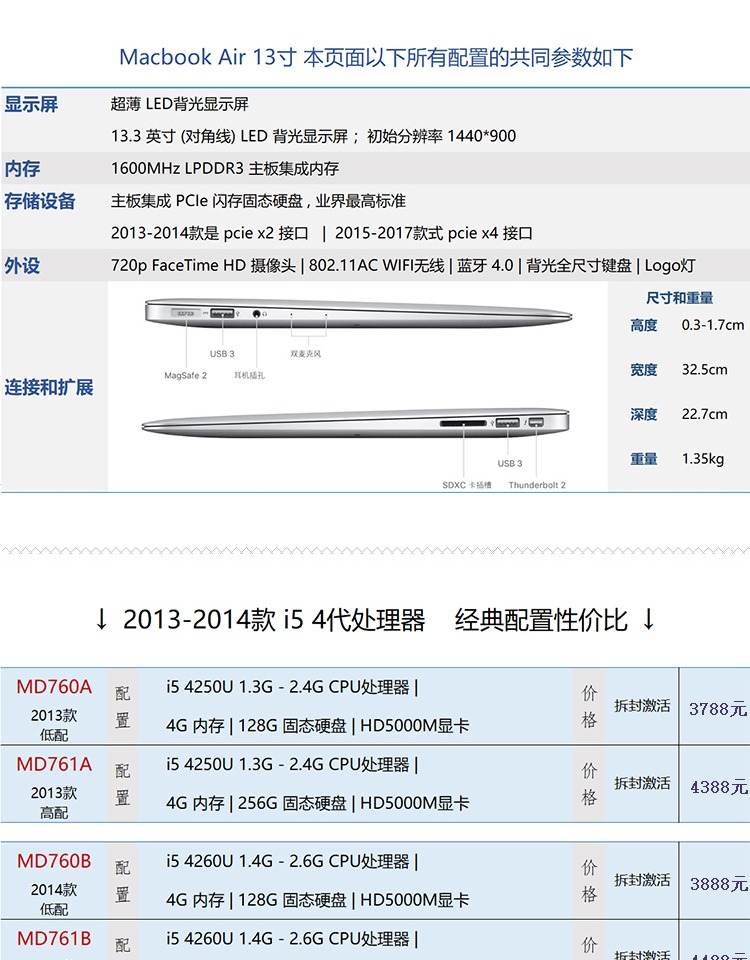 Macbook Air 13寸 本页面以下所有配置的共同参数如下
显示屏 超薄 LED背光显示屏
13.3 英寸 (对角线) LED 背光显示屏 ; 初始分辨率 1440*900
内存 1600MHz LPDDR3 主板集成内存
存储设备 主板集成 PCIe 闪存固态硬盘 , 业界最高标准
2013-2014款是 pcie x2 接口 | 2015-2017款式 pcie x4 接口
外设 720p FaceTime HD 摄像头 | 802.11AC WIFI无线 | 蓝牙 4.0 | 背光全尺寸键盘 | Logo灯
连接和扩展
USB 3 双麦克风
MagSafe 2 耳机插孔
USB 3
SDXC 卡插槽 Thunderbolt 2
尺寸和重量
高度 0.3-1.7cm
宽度 32.5cm
深度 22.7cm
重量 1.35kg
↓ 2013-2014款 i5 4代处理器 经典配置性价比 ↓
MD760A
2013款
低配
配置
i5 4250U 1.3G - 2.4G CPU处理器 |
4G 内存 | 128G 固态硬盘 | HD5000M显卡
价格
拆封激活
3788元
MD761A
2013款
高配
配置
i5 4250U 1.3G - 2.4G CPU处理器 |
4G 内存 | 256G 固态硬盘 | HD5000M显卡
价格
拆封激活
4388元
MD760B
2014款
低配
配置
i5 4260U 1.4G - 2.6G CPU处理器 |
4G 内存 | 128G 固态硬盘 | HD5000M显卡
价格
拆封激活
3888元
MD761B
配
i5 4260U 1.4G - 2.6G CPU处理器 |
价
拆封激活
4488元